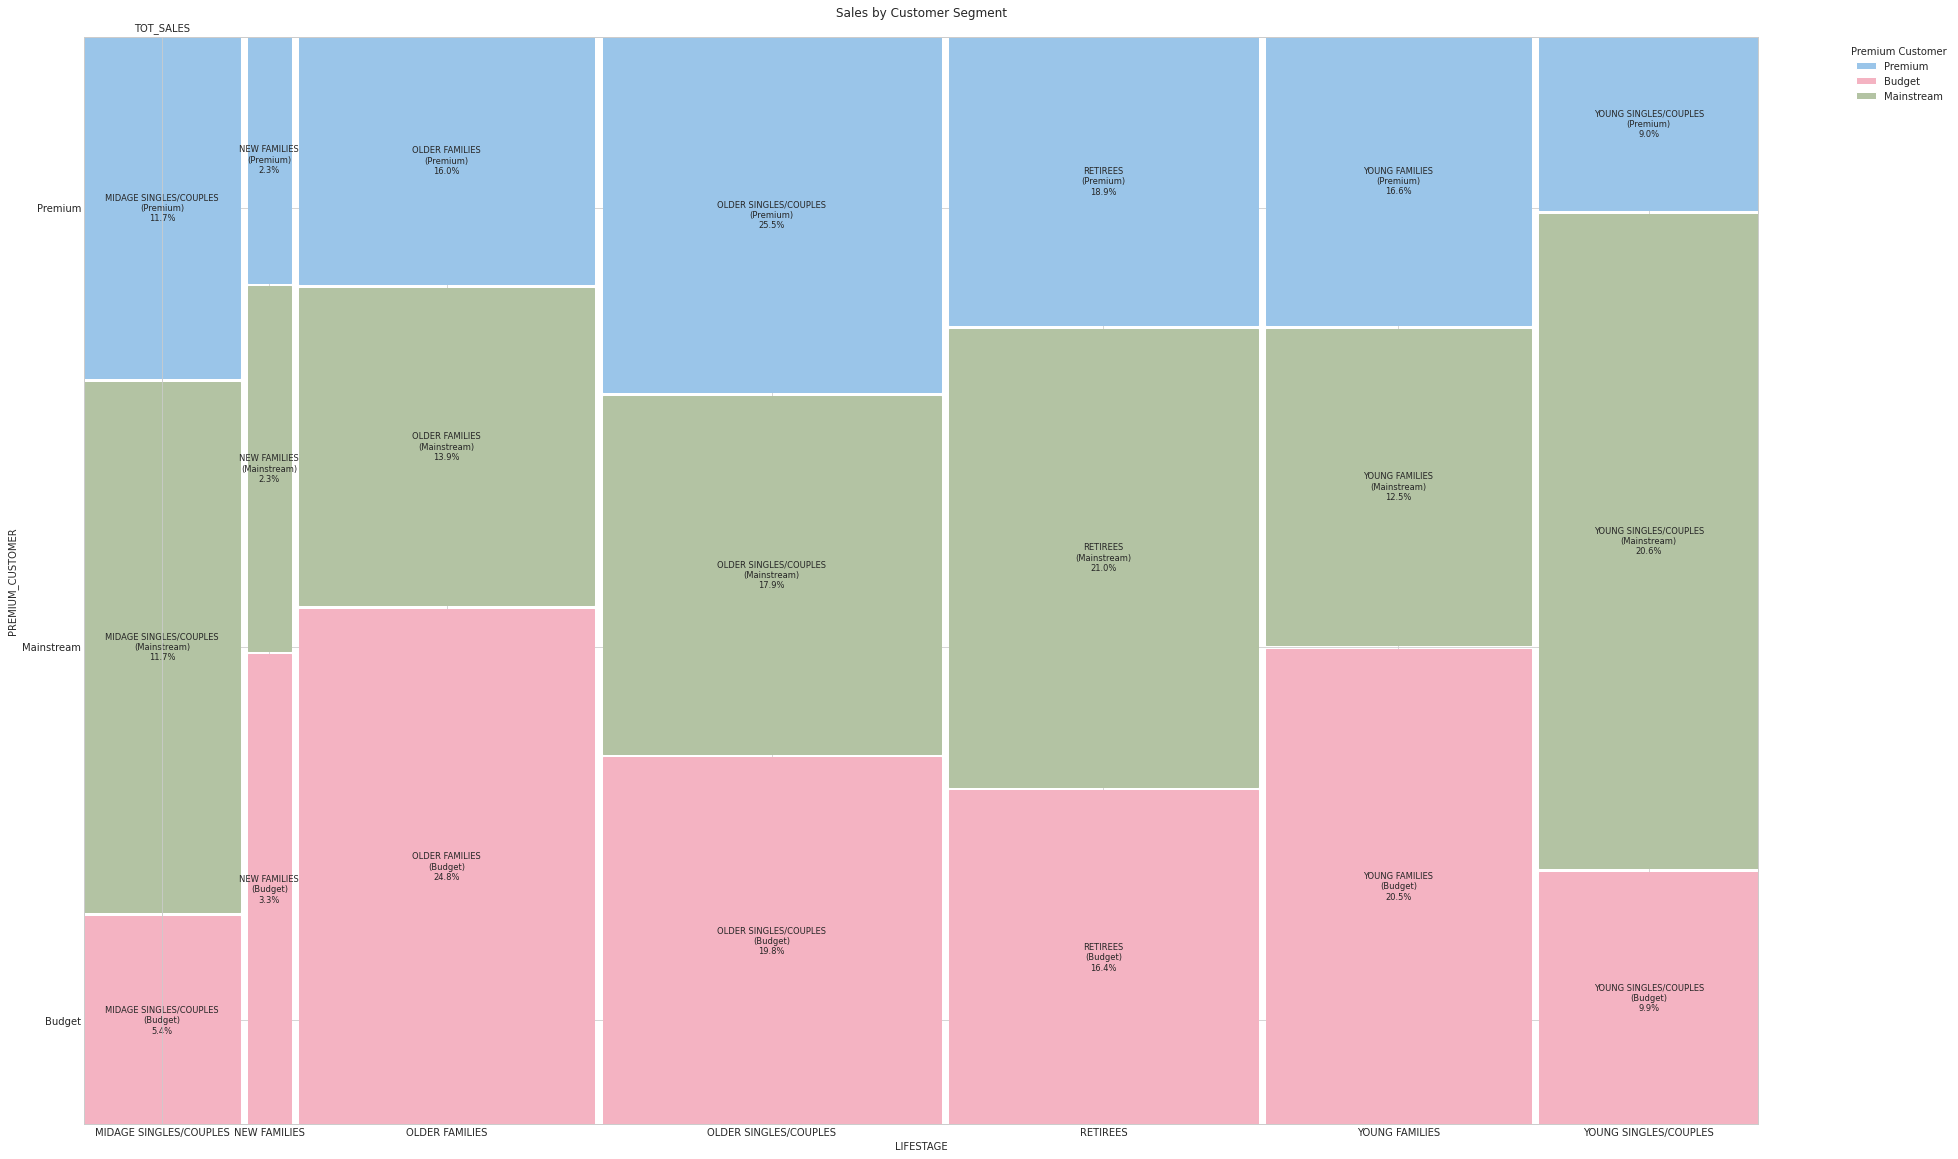 Sales by Customer Segment
TOT_SALES
Premium Customer
Premium
Budget
Mainstream
PREMIUM_CUSTOMER
Premium
Mainstream
Budget
MIDAGE SINGLES/COUPLES
(Premium)
11.7%
MIDAGE SINGLES/COUPLES
(Mainstream)
11.7%
MIDAGE SINGLES/COUPLES
(Budget)
5.4%
NEW FAMILIES
(Premium)
2.3%
NEW FAMILIES
(Mainstream)
2.3%
NEW FAMILIES
(Budget)
3.3%
OLDER FAMILIES
(Premium)
16.0%
OLDER FAMILIES
(Mainstream)
13.9%
OLDER FAMILIES
(Budget)
24.8%
OLDER SINGLES/COUPLES
(Premium)
25.5%
OLDER SINGLES/COUPLES
(Mainstream)
17.9%
OLDER SINGLES/COUPLES
(Budget)
19.8%
RETIREES
(Premium)
18.9%
RETIREES
(Mainstream)
21.0%
RETIREES
(Budget)
16.4%
YOUNG FAMILIES
(Premium)
16.6%
YOUNG FAMILIES
(Mainstream)
12.5%
YOUNG FAMILIES
(Budget)
20.5%
YOUNG SINGLES/COUPLES
(Premium)
9.0%
YOUNG SINGLES/COUPLES
(Mainstream)
20.6%
YOUNG SINGLES/COUPLES
(Budget)
9.9%
MIDAGE SINGLES/COUPLES
NEW FAMILIES
OLDER FAMILIES
OLDER SINGLES/COUPLES
RETIREES
YOUNG FAMILIES
YOUNG SINGLES/COUPLES
LIFESTAGE